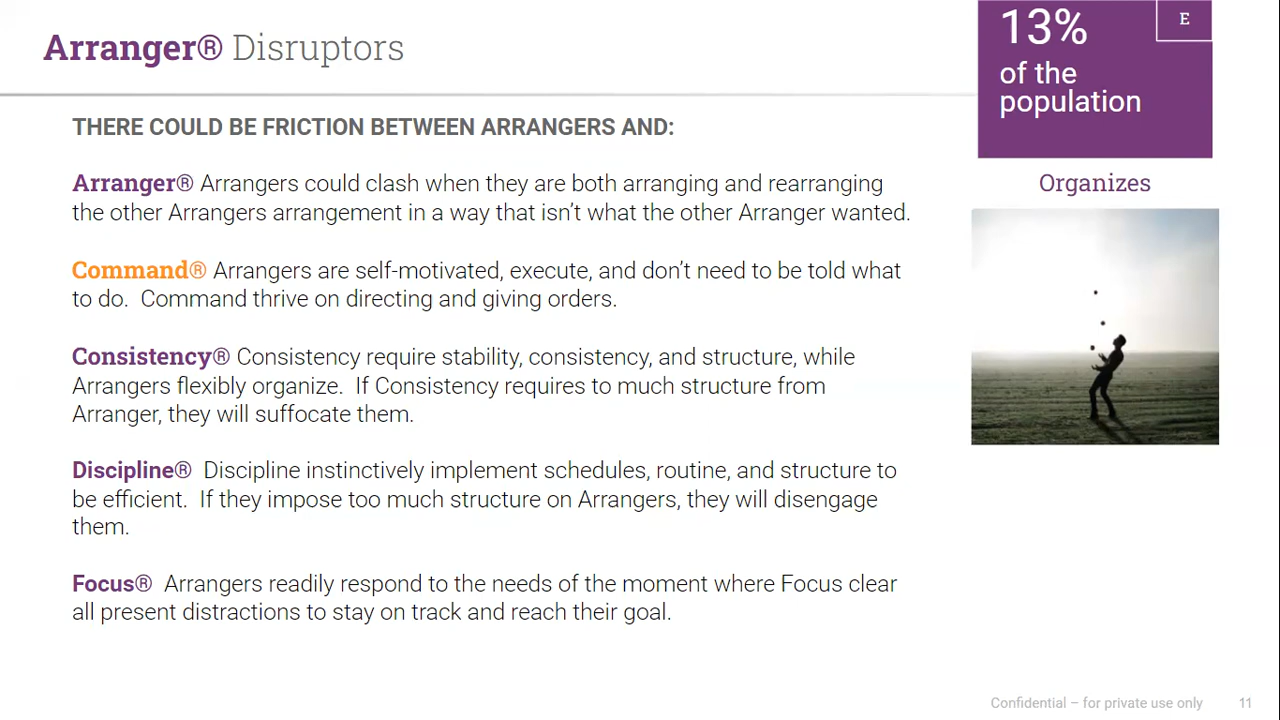 Arranger® Disruptors
13%
E
of the
population
THERE COULD BE FRICTION BETWEEN ARRANGERS AND:
Arranger® Arrangers could clash when they are both arranging and rearranging
the other Arrangers arrangement in a way that isn’t what the other Arranger wanted.
Command® Arrangers are self-motivated, execute, and don’t need to be told what
to do.  Command thrive on directing and giving orders.
Consistency® Consistency require stability, consistency, and structure, while
Arrangers flexibly organize.  If Consistency requires to much structure from
Arranger, they will suffocate them.
Discipline®  Discipline instinctively implement schedules, routine, and structure to
be efficient.  If they impose too much structure on Arrangers, they will disengage
them.
Focus®  Arrangers readily respond to the needs of the moment where Focus clear
all present distractions to stay on track and reach their goal.
Organizes
Confidential – for private use only
11